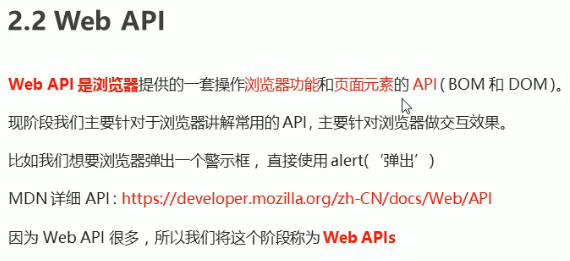 2.2 Web API
Web API 是浏览器提供的一套操作浏览器功能和页面元素的 API ( BOM 和 DOM )。
现阶段我们主要针对于浏览器讲解常用的 API , 主要针对浏览器做交互效果。
比如我们想要浏览器弹出一个警示框， 直接使用 alert(‘弹出’)
MDN 详细 API : https://developer.mozilla.org/zh-CN/docs/Web/API
因为 Web API 很多，所以我们将这个阶段称为 Web APIs